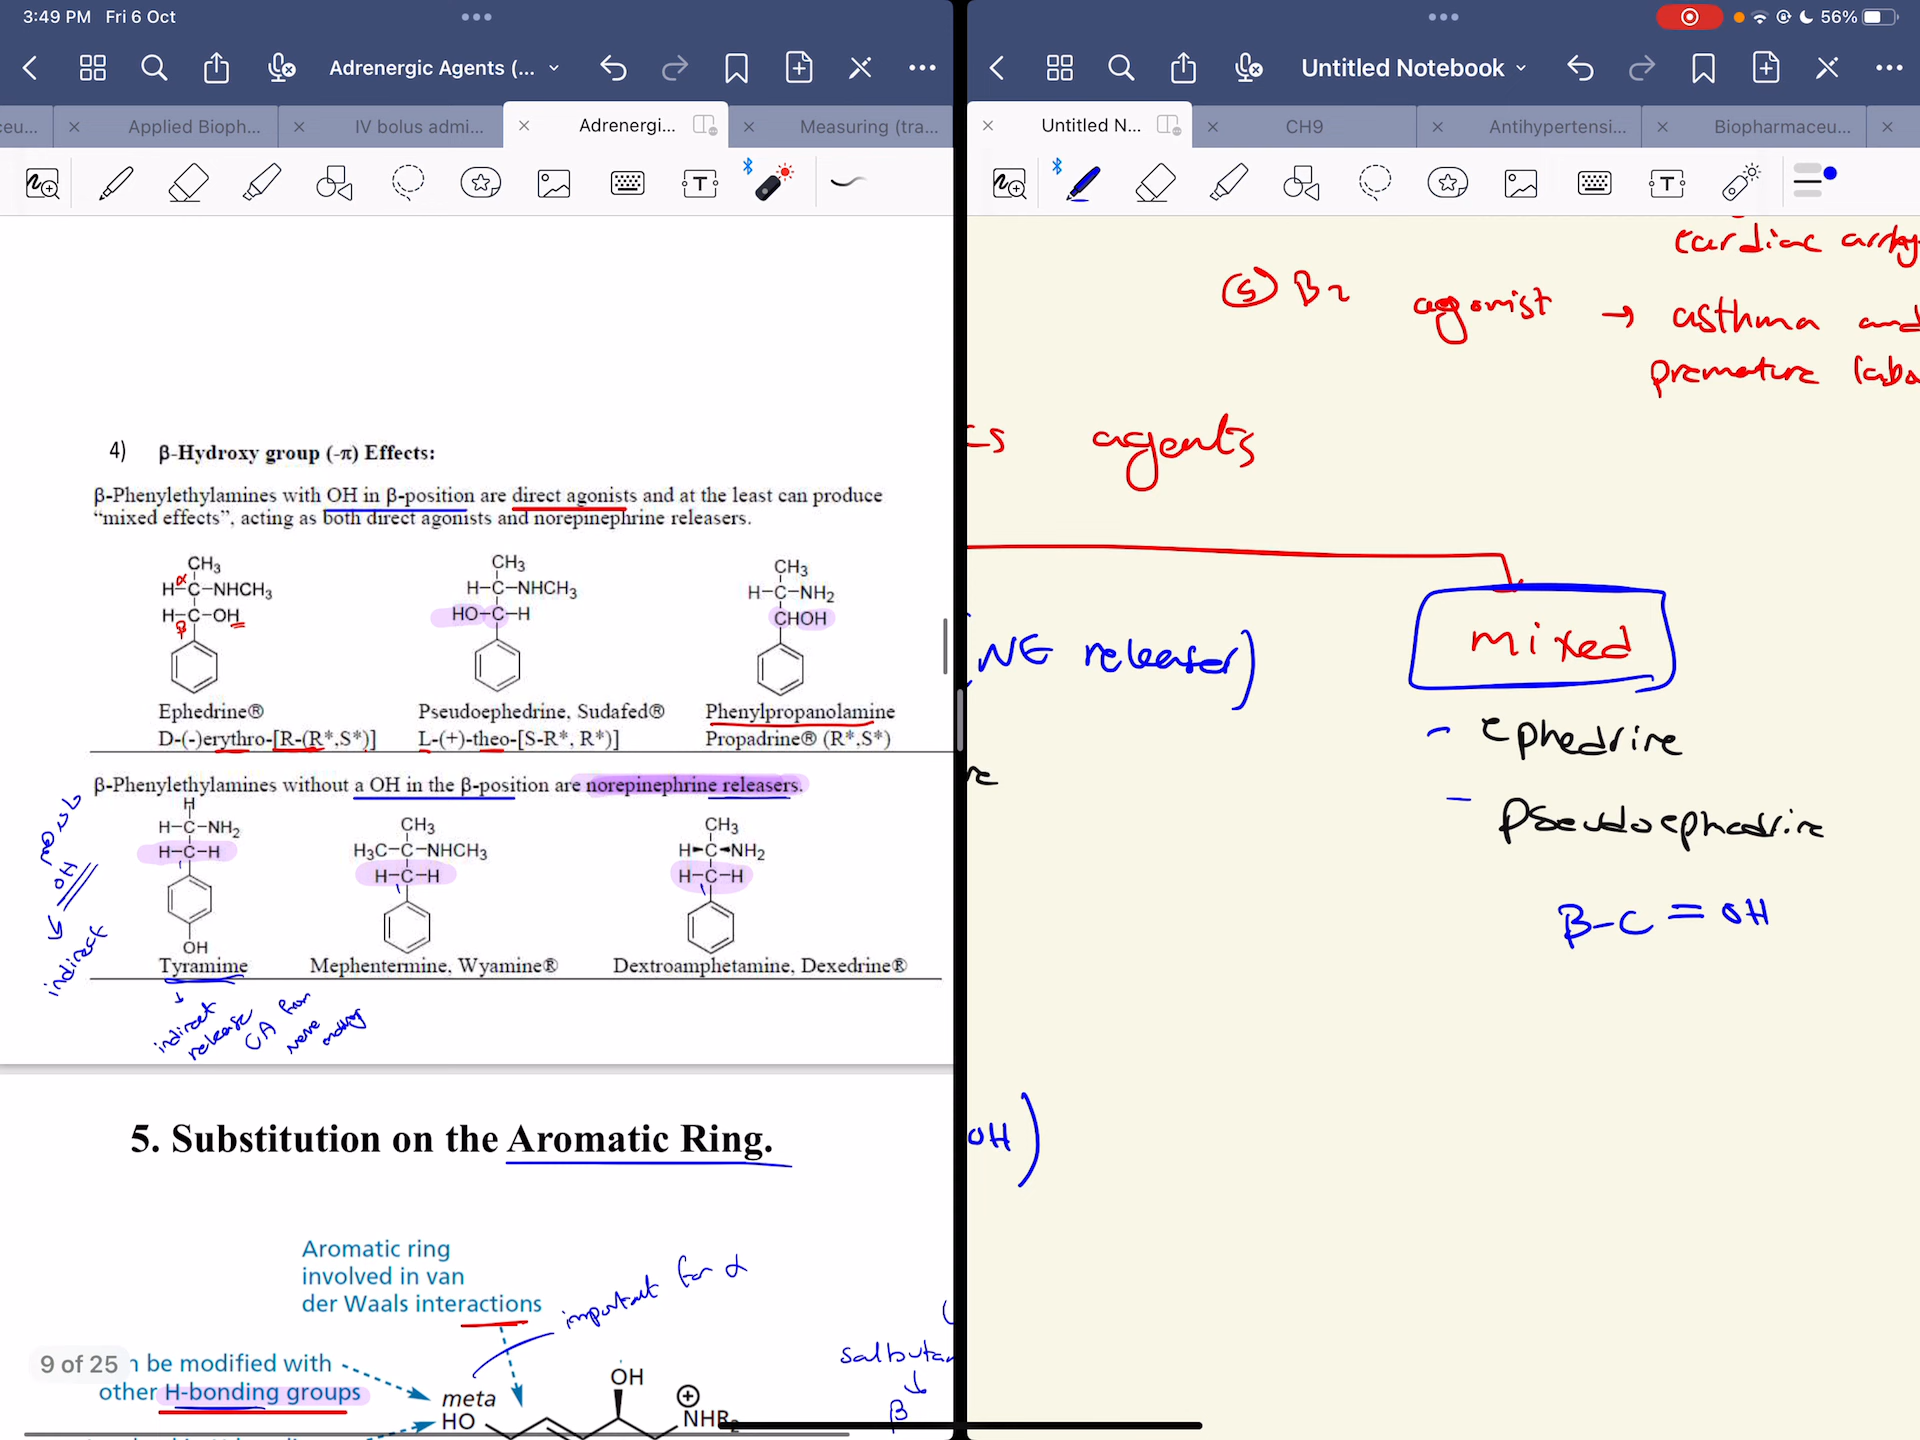 3:49 PM Fri 6 Oct
56%
Adrenergic Agents (...
Untitled Notebook
Applied Bioph...
IV bolus admi...
Adrenergi...
Measuring (tra...
Untitled N...
CH9
Antihypertensi...
Biopharmaceu...
4) β-Hydroxy group (-π) Effects:
β-Phenylethylamines with OH in β-position are direct agonists and at the least can produce
“mixed effects”, acting as both direct agonists and norepinephrine releasers.
CH3
α
H-C-NHCH3
H-C-OH
β
CH3
H-C-NHCH3
HO-C-H
CH3
H-C-NH2
CHOH
Ephedrine®
D-(-)erythro-[R-(R*,S*)]
Pseudoephedrine, Sudafed®
L-(+)-theo-[S-R*, R*)]
Phenylpropanolamine
Propadrine® (R*,S*)
β-Phenylethylamines without a OH in the β-position are norepinephrine releasers.
H
H-C-NH2
H-C-H
OH
CH3
H3C-C-NHCH3
H-C-H
CH3
H-C-NH2
H-C-H
Tyramime
Mephentermine, Wyamine®
Dextroamphetamine, Dexedrine®
OH
indirect
indirect
release
CA from
nerve
5. Substitution on the Aromatic Ring.
Aromatic ring
involved in van
der Waals interactions
important for α
9 of 25
n be modified with
other H-bonding groups
meta
HO
OH
NHR2
β
cardiac
(5) B2 agonist → asthma and
premature
agents
mixed
- Ephedrine
- Pseudoephedrine
B-C = OH
OH)